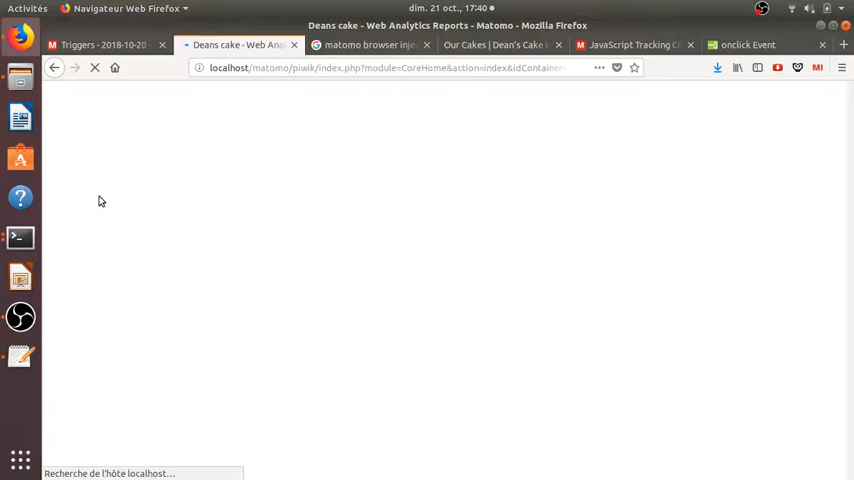 Activités Navigateur Web Firefox dim. 21 oct., 17:40
Deans cake - Web Analytics Reports - Matomo - Mozilla Firefox
Triggers - 2018-10-20 - Deans cake - Web Anal matomo browser inje Our Cakes | Dean's Cake H JavaScript Tracking Cli onclick Event
localhost/matomo/piwik/index.php?module=CoreHome&action=index&idContainer= MI
Recherche de l'hôte localhost…